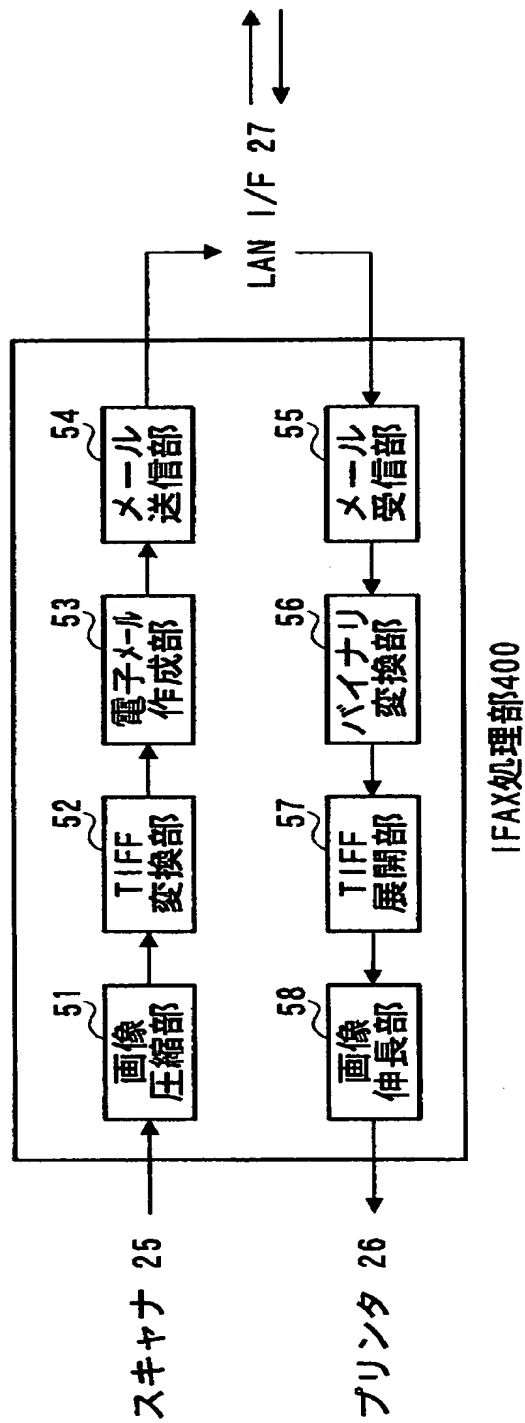 スキャナ 25
51
画像
圧縮部
52
TIFF
変換部
53
電子メール
作成部
54
メール
送信部
LAN I/F 27
55
メール
受信部
56
バイナリ
変換部
57
TIFF
展開部
58
画像
伸長部
プリンタ 26
IFAX処理部400